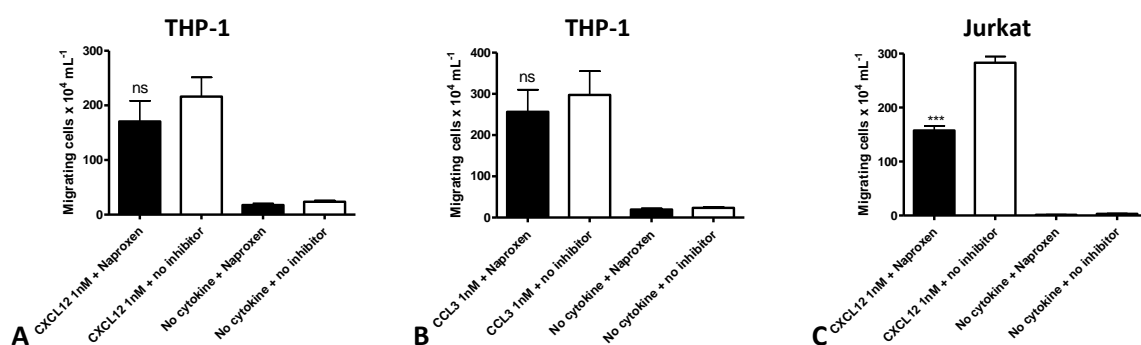 THP-1
Migrating cells x 10⁴ mL⁻¹
300
200
100
0
ns
CXCL12 1nM + Naproxen
CXCL12 1nM + no inhibitor
No cytokine + Naproxen
No cytokine + no inhibitor
A
THP-1
Migrating cells x 10⁴ mL⁻¹
400
300
200
100
0
ns
CCL3 1nM + Naproxen
CCL3 1nM + no inhibitor
No cytokine + Naproxen
No cytokine + no inhibitor
B
Jurkat
Migrating cells x 10⁴ mL⁻¹
300
200
100
0
***
CXCL12 1nM + Naproxen
CXCL12 1nM + no inhibitor
No cytokine + Naproxen
No cytokine + no inhibitor
C